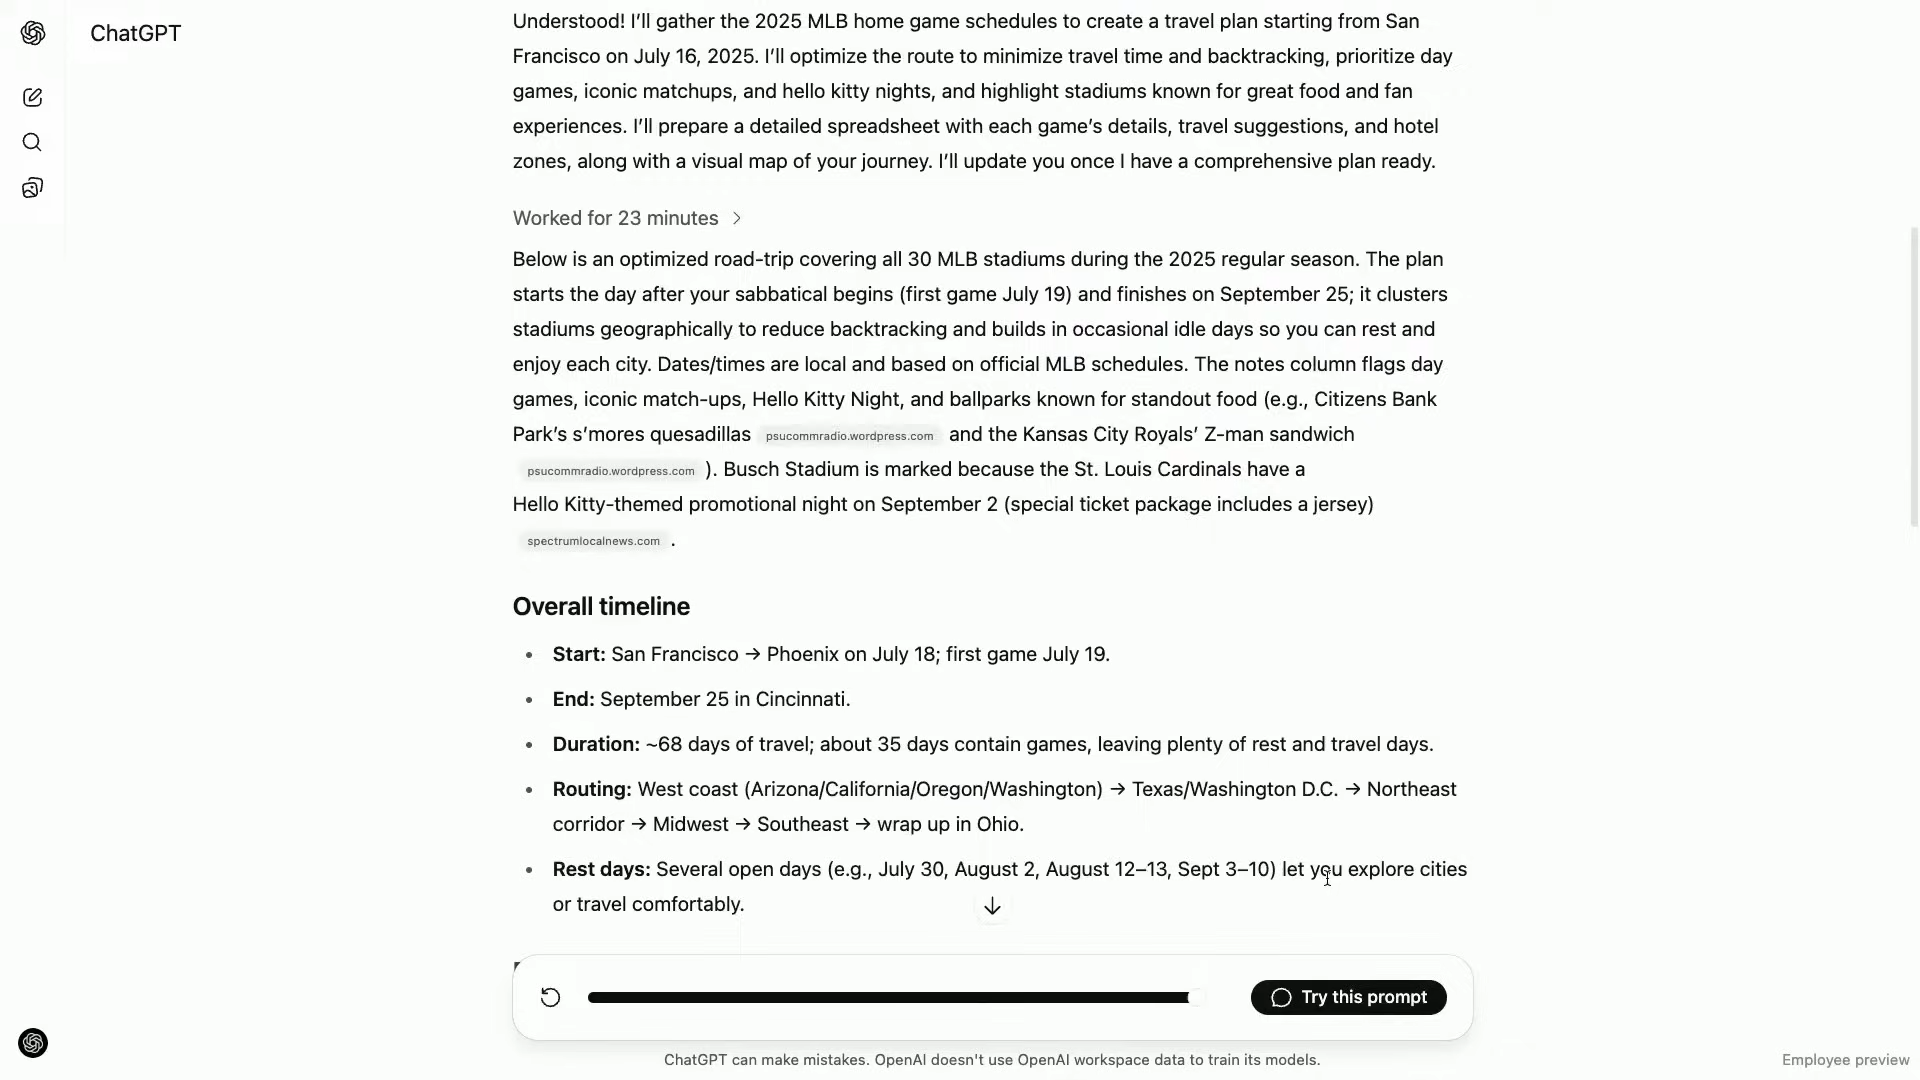 ChatGPT
Understood! I'll gather the 2025 MLB home game schedules to create a travel plan starting from San
Francisco on July 16, 2025. I'll optimize the route to minimize travel time and backtracking, prioritize day
games, iconic matchups, and hello kitty nights, and highlight stadiums known for great food and fan
experiences. I'll prepare a detailed spreadsheet with each game's details, travel suggestions, and hotel
zones, along with a visual map of your journey. I'll update you once I have a comprehensive plan ready.
Worked for 23 minutes
Below is an optimized road-trip covering all 30 MLB stadiums during the 2025 regular season. The plan
starts the day after your sabbatical begins (first game July 19) and finishes on September 25; it clusters
stadiums geographically to reduce backtracking and builds in occasional idle days so you can rest and
enjoy each city. Dates/times are local and based on official MLB schedules. The notes column flags day
games, iconic match-ups, Hello Kitty Night, and ballparks known for standout food (e.g., Citizens Bank
Park's s'mores quesadillas psucommradio.wordpress.com and the Kansas City Royals' Z-man sandwich
psucommradio.wordpress.com ). Busch Stadium is marked because the St. Louis Cardinals have a
Hello Kitty-themed promotional night on September 2 (special ticket package includes a jersey)
spectrumlocalnews.com .
Overall timeline
• Start: San Francisco → Phoenix on July 18; first game July 19.
• End: September 25 in Cincinnati.
• Duration: ~68 days of travel; about 35 days contain games, leaving plenty of rest and travel days.
• Routing: West coast (Arizona/California/Oregon/Washington) → Texas/Washington D.C. → Northeast
corridor → Midwest → Southeast → wrap up in Ohio.
• Rest days: Several open days (e.g., July 30, August 2, August 12–13, Sept 3–10) let you explore cities
or travel comfortably.
Try this prompt
ChatGPT can make mistakes. OpenAI doesn't use OpenAI workspace data to train its models.
Employee preview